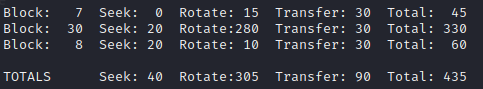 Block:   7  Seek:  0  Rotate: 15  Transfer: 30  Total:  45
Block:  30  Seek: 20  Rotate:280  Transfer: 30  Total: 330
Block:   8  Seek: 20  Rotate: 10  Transfer: 30  Total:  60
TOTALS      Seek: 40  Rotate:305  Transfer: 90  Total: 435